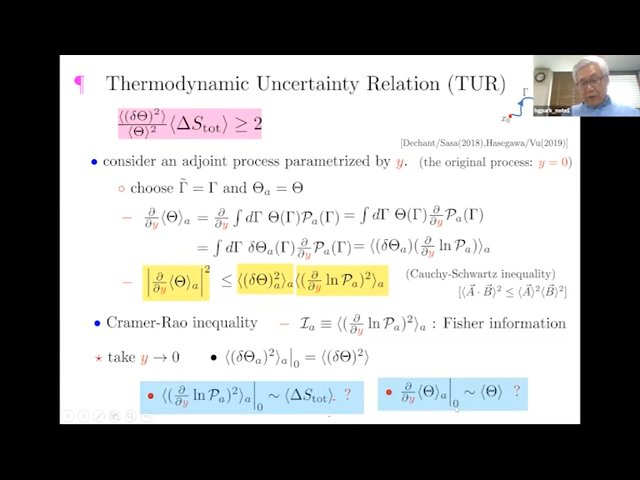 ¶ Thermodynamic Uncertainty Relation (TUR)
⟨(δΘ)²⟩/⟨Θ⟩² ⟨ΔS_tot⟩ ≥ 2
Γ
x₀
hgpark_note1
[Dechant/Sasa(2018),Hasegawa/Vu(2019)]
• consider an adjoint process parametrized by y. (the original process: y = 0)
○ choose Γ̃ = Γ and Θ_a = Θ
− ∂/∂y ⟨Θ⟩_a = ∂/∂y ∫ dΓ Θ(Γ)𝒫_a(Γ) = ∫ dΓ Θ(Γ) ∂/∂y 𝒫_a(Γ)
= ∫ dΓ δΘ_a(Γ) ∂/∂y 𝒫_a(Γ) = ⟨(δΘ_a)(∂/∂y ln 𝒫_a)⟩_a
− |∂/∂y ⟨Θ⟩_a|² ≤ ⟨(δΘ)²_a⟩_a ⟨(∂/∂y ln 𝒫_a)²⟩_a (Cauchy-Schwartz inequality)
[⟨A⃗ · B⃗⟩² ≤ ⟨A⃗⟩²⟨B⃗⟩²]
• Cramer-Rao inequality − ℐ_a ≡ ⟨(∂/∂y ln 𝒫_a)²⟩_a : Fisher information
⋆ take y → 0 • ⟨(δΘ_a)²⟩_a|₀ = ⟨(δΘ)²⟩
• ⟨(∂/∂y ln 𝒫_a)²⟩_a|₀ ∼ ⟨ΔS_tot⟩ ? • ∂/∂y ⟨Θ⟩_a|₀ ∼ ⟨Θ⟩ ?